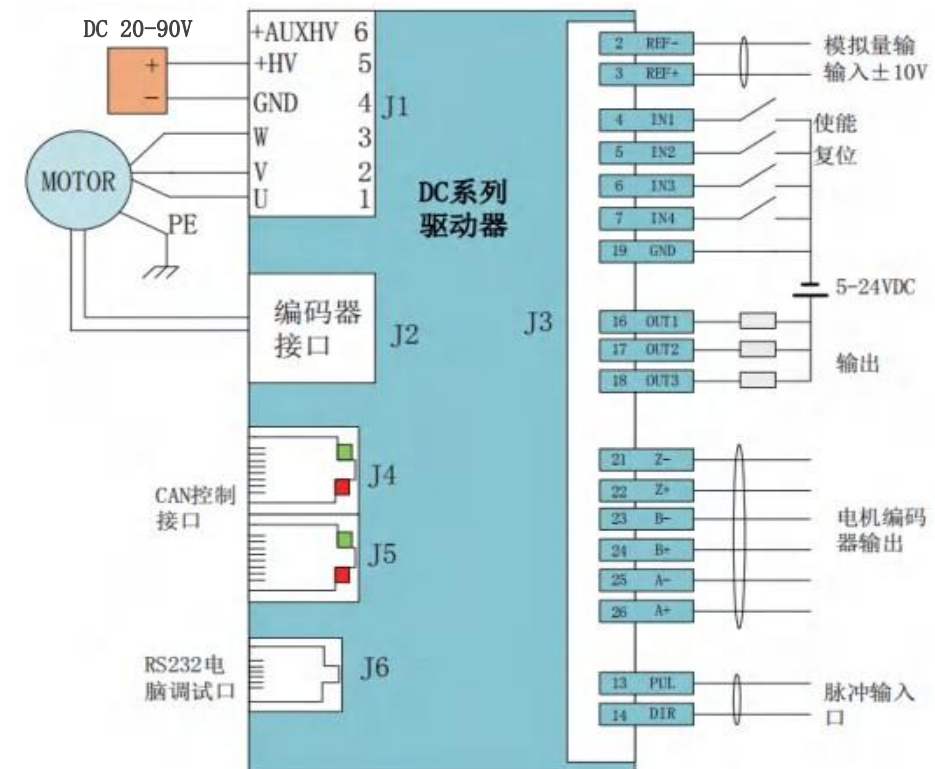 DC 20-90V
+
-
MOTOR
PE
+AUXHV 6
+HV 5
GND 4
W 3
V 2
U 1
J1
DC系列
驱动器
编码器
接口
J2
J3
CAN控制
接口
J4
J5
RS232电
脑调试口
J6
2 REF-
3 REF+
模拟量输
输入±10V
4 IN1
使能
5 IN2
复位
6 IN3
7 IN4
19 GND
5-24VDC
16 OUT1
17 OUT2
18 OUT3
输出
21 Z-
22 Z+
23 B-
24 B+
25 A-
26 A+
电机编码
器输出
13 PUL
14 DIR
脉冲输入
口